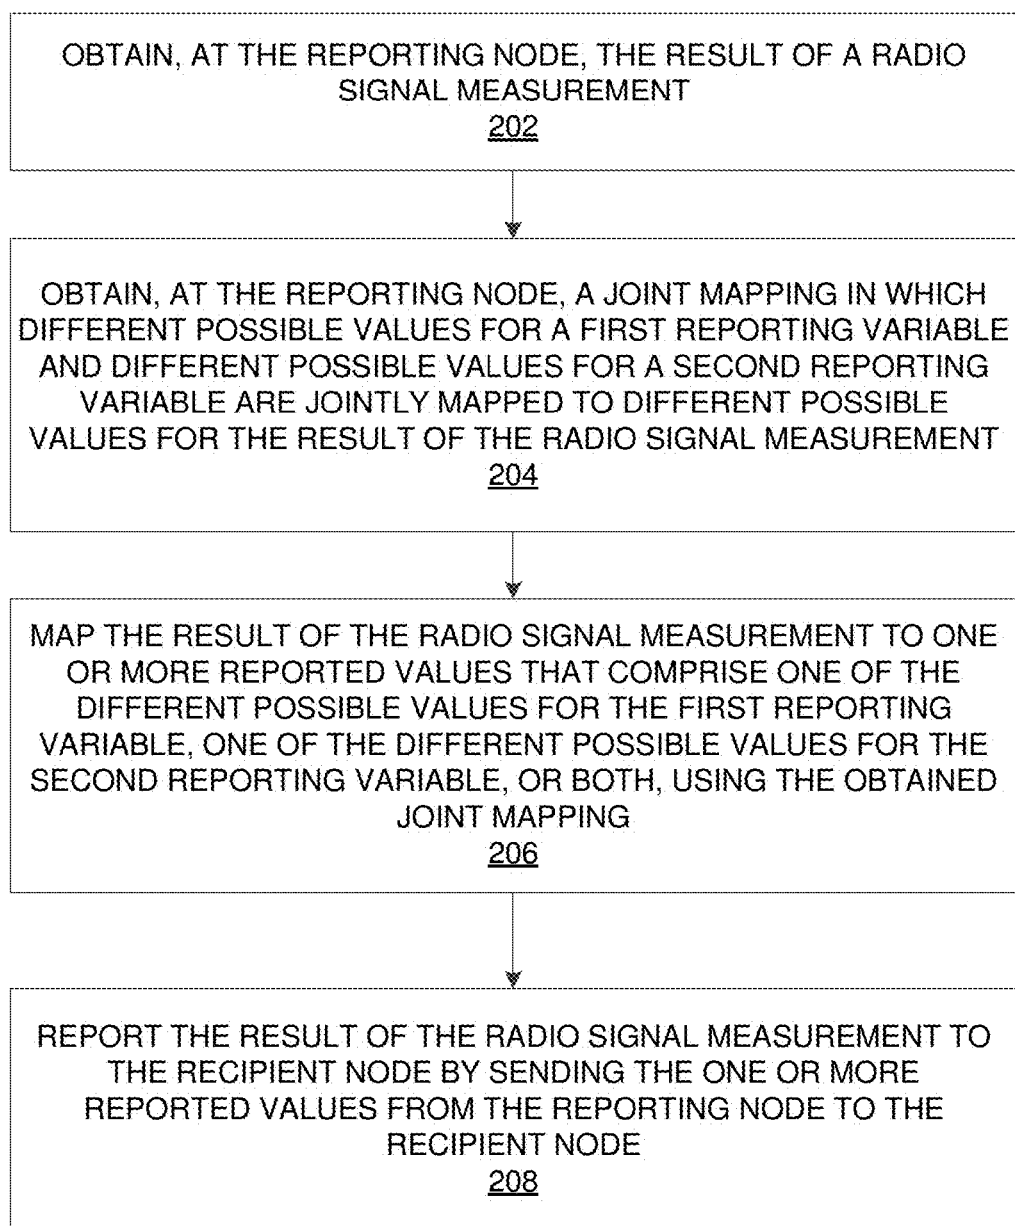 OBTAIN, AT THE REPORTING NODE, THE RESULT OF A RADIO
SIGNAL MEASUREMENT
202
OBTAIN, AT THE REPORTING NODE, A JOINT MAPPING IN WHICH
DIFFERENT POSSIBLE VALUES FOR A FIRST REPORTING VARIABLE
AND DIFFERENT POSSIBLE VALUES FOR A SECOND REPORTING
VARIABLE ARE JOINTLY MAPPED TO DIFFERENT POSSIBLE
VALUES FOR THE RESULT OF THE RADIO SIGNAL MEASUREMENT
204
MAP THE RESULT OF THE RADIO SIGNAL MEASUREMENT TO ONE
OR MORE REPORTED VALUES THAT COMPRISE ONE OF THE
DIFFERENT POSSIBLE VALUES FOR THE FIRST REPORTING
VARIABLE, ONE OF THE DIFFERENT POSSIBLE VALUES FOR THE
SECOND REPORTING VARIABLE, OR BOTH, USING THE OBTAINED
JOINT MAPPING
206
REPORT THE RESULT OF THE RADIO SIGNAL MEASUREMENT TO
THE RECIPIENT NODE BY SENDING THE ONE OR MORE
REPORTED VALUES FROM THE REPORTING NODE TO THE
RECIPIENT NODE
208